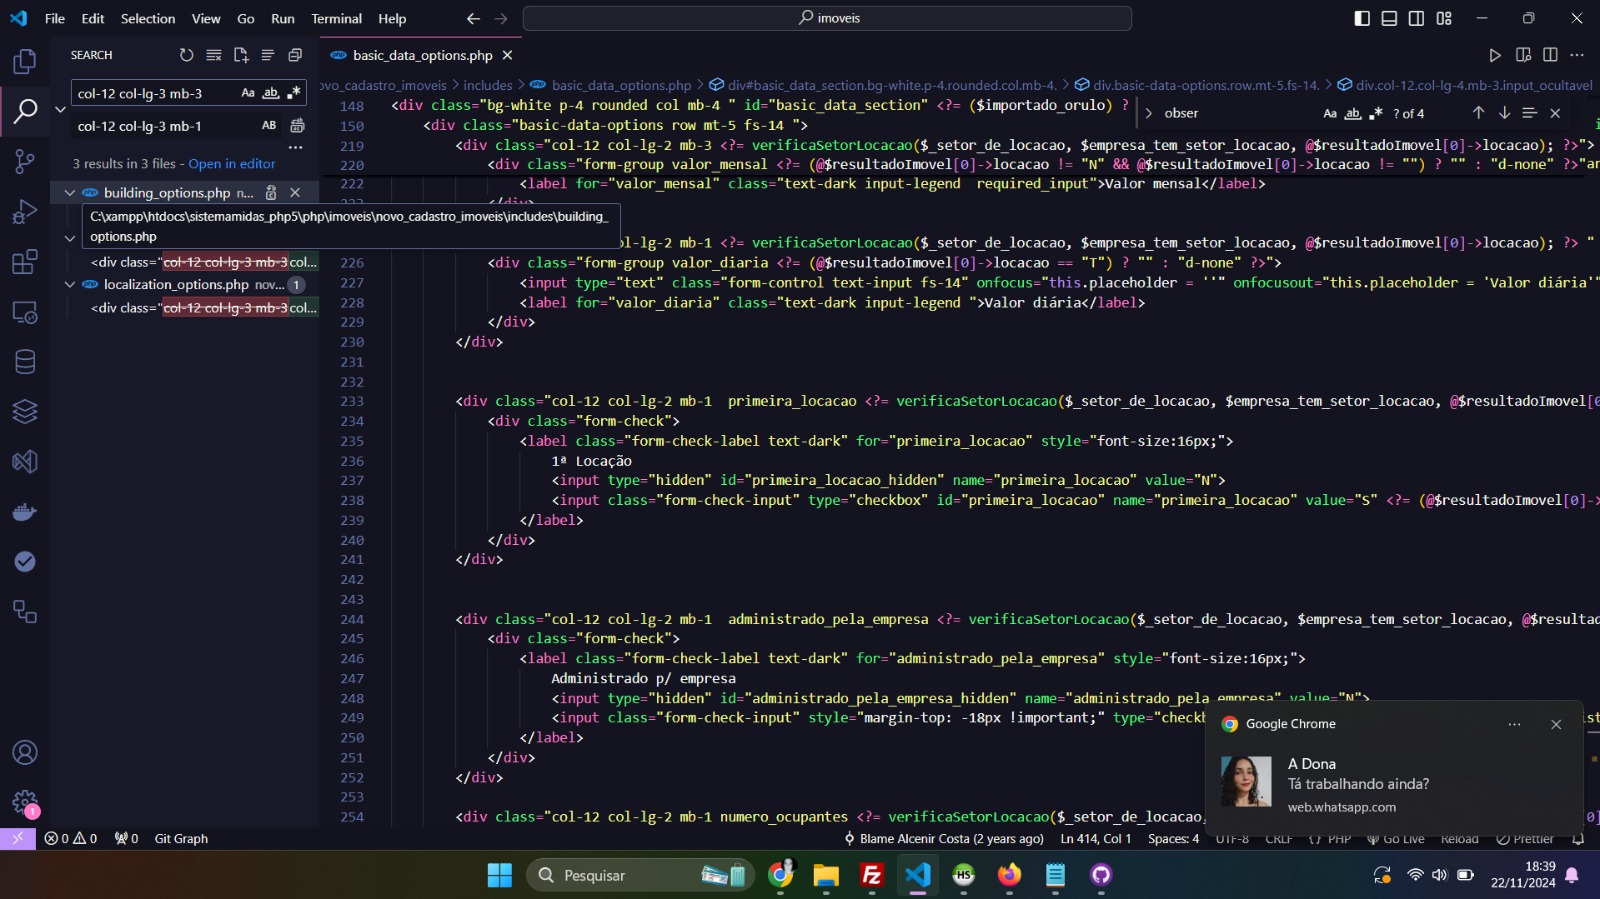 File Edit Selection View Go Run Terminal Help
imoveis
SEARCH
basic_data_options.php
col-12 col-lg-3 mb-3
Aa ab
col-12 col-lg-3 mb-1
AB
3 results in 3 files - Open in editor
building_options.php n...
C:\xampp\htdocs\sistemamidas_php5\php\imoveis\novo_cadastro_imoveis\includes\building_
options.php
<div class="col-12 col-lg-3 mb-3col...
localization_options.php nov... 1
<div class="col-12 col-lg-3 mb-3col...
ovo_cadastro_imoveis > includes > basic_data_options.php > div#basic_data_section.bg-white.p-4.rounded.col.mb-4. > div.basic-data-options.row.mt-5.fs-14. > div.col-12.col-lg-4.mb-3.input_ocultavel
obser
Aa ab
? of 4
148 <div class="bg-white p-4 rounded col mb-4 " id="basic_data_section" <?= ($importado_orulo) ?
150 <div class="basic-data-options row mt-5 fs-14 ">
219 <div class="col-12 col-lg-2 mb-3 <?= verificaSetorLocacao($_setor_de_locacao, $empresa_tem_setor_locacao, @$resultadoImovel[0]->locacao); ?>">
220 <div class="form-group valor_mensal <?= (@$resultadoImovel[0]->locacao != "N" && @$resultadoImovel[0]->locacao != "") ? "" : "d-none" ?>"
222 <label for="valor_mensal" class="text-dark input-legend  required_input">Valor mensal</label>
ol-lg-2 mb-1 <?= verificaSetorLocacao($_setor_de_locacao, $empresa_tem_setor_locacao, @$resultadoImovel[0]->locacao); ?> "
226 <div class="form-group valor_diaria <?= (@$resultadoImovel[0]->locacao == "T") ? "" : "d-none" ?>">
227 <input type="text" class="form-control text-input fs-14" onfocus="this.placeholder = ''" onfocusout="this.placeholder = 'Valor diária'"
228 <label for="valor_diaria" class="text-dark input-legend ">Valor diária</label>
229 </div>
230 </div>
231
232
233 <div class="col-12 col-lg-2 mb-1  primeira_locacao <?= verificaSetorLocacao($_setor_de_locacao, $empresa_tem_setor_locacao, @$resultadoImovel[0
234 <div class="form-check">
235 <label class="form-check-label text-dark" for="primeira_locacao" style="font-size:16px;">
236 1ª Locação
237 <input type="hidden" id="primeira_locacao_hidden" name="primeira_locacao" value="N">
238 <input class="form-check-input" type="checkbox" id="primeira_locacao" name="primeira_locacao" value="S" <?= (@$resultadoImovel[0]-
239 </label>
240 </div>
241 </div>
242
243
244 <div class="col-12 col-lg-2 mb-1  administrado_pela_empresa <?= verificaSetorLocacao($_setor_de_locacao, $empresa_tem_setor_locacao, @$resulta
245 <div class="form-check">
246 <label class="form-check-label text-dark" for="administrado_pela_empresa" style="font-size:16px;">
247 Administrado p/ empresa
248 <input type="hidden" id="administrado_pela_empresa_hidden" name="administrado_pela_empresa" value="N">
249 <input class="form-check-input" style="margin-top: -18px !important;" type="checkb
250 </label>
251 </div>
252 </div>
253
254 <div class="col-12 col-lg-2 mb-1 numero_ocupantes <?= verificaSetorLocacao($_setor_de_locacao,
Google Chrome
A Dona
Tá trabalhando ainda?
web.whatsapp.com
0 0 0 Git Graph
Blame Alcenir Costa (2 years ago) Ln 414, Col 1 Spaces: 4 UTF-8 CRLF PHP Go Live Reload Prettier
Pesquisar
18:39
22/11/2024